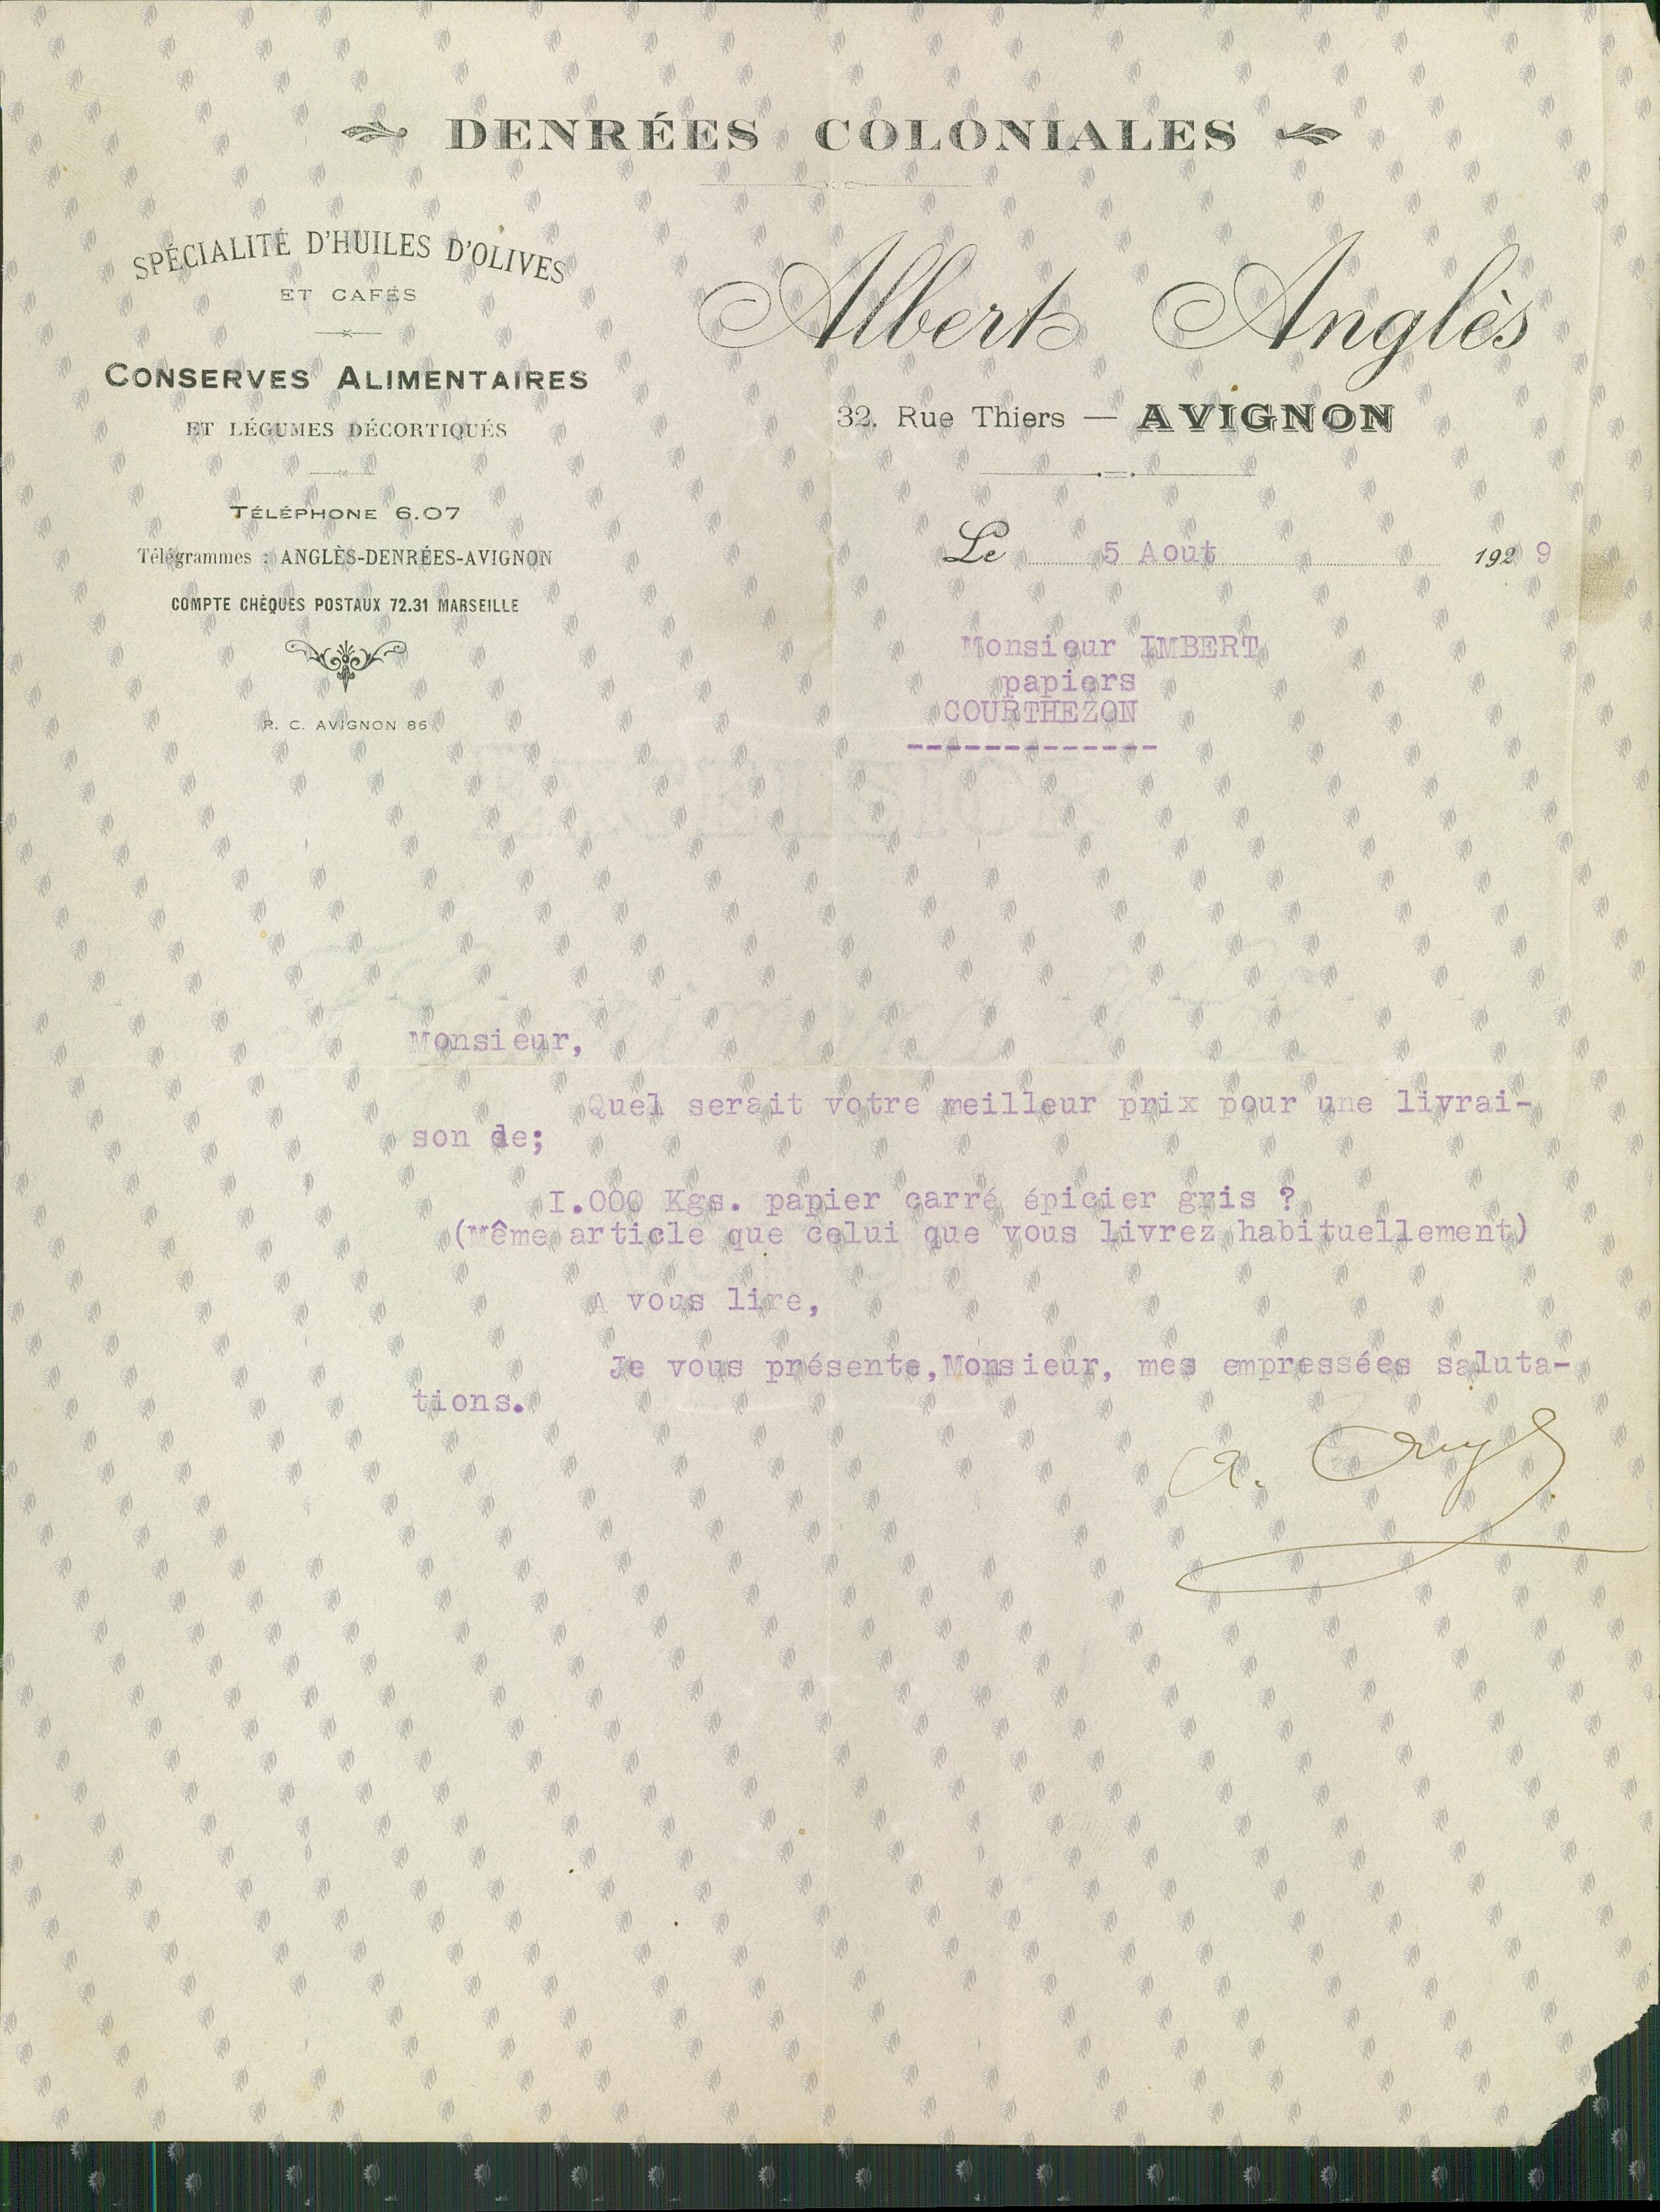 DENRÉES COLONIALES
SPÉCIALITÉ D'HUILES D'OLIVES
ET CAFÉS
CONSERVES ALIMENTAIRES
ET LÉGUMES DÉCORTIQUÉS
TÉLÉPHONE 6.07
Télégrammes : ANGLÈS-DENRÉES-AVIGNON
COMPTE CHÈQUES POSTAUX 72.31 MARSEILLE
R. C. AVIGNON 86
Albert Anglès
32, Rue Thiers — AVIGNON
Le 5 Aout 1929
Monsieur IMBERT
papiers
COURTHEZON
-------------
Monsieur,
Quel serait votre meilleur prix pour une livrai-
son de;
I.000 Kgs. papier carré épicier gris ?
(Même article que celui que vous livrez habituellement)
A vous lire,
Je vous présente,Monsieur, mes empressées saluta-
tions.